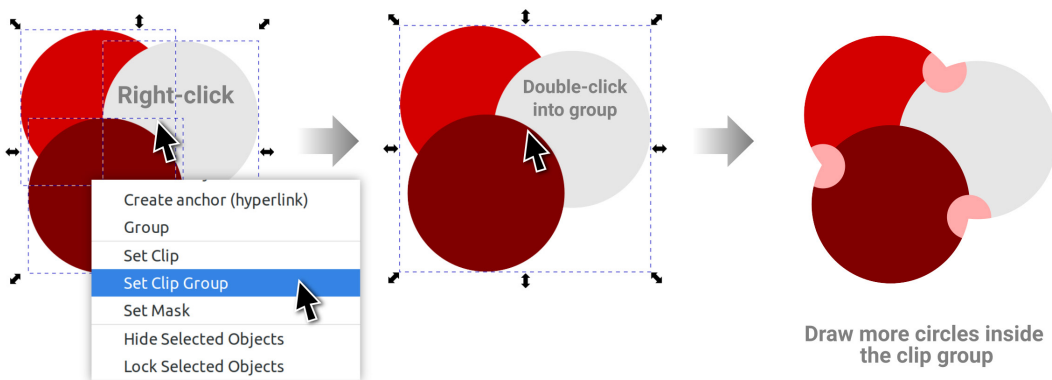 Right-click
Create anchor (hyperlink)
Group
Set Clip
Set Clip Group
Set Mask
Hide Selected Objects
Lock Selected Objects
Double-click
into group
Draw more circles inside
the clip group